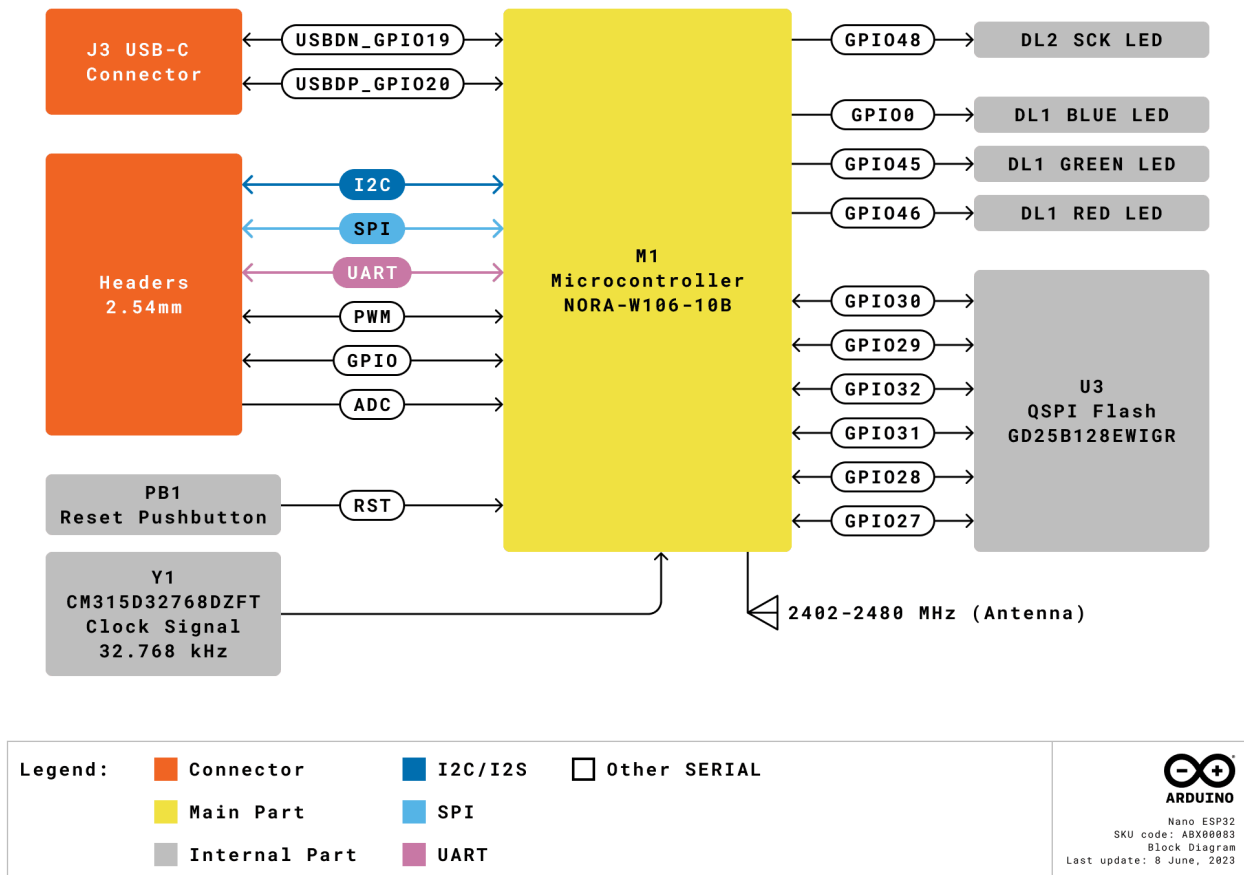 J3 USB-C
Connector
USBDN_GPIO19
USBDP_GPIO20
Headers
2.54mm
I2C
SPI
UART
PWM
GPIO
ADC
PB1
Reset Pushbutton
RST
Y1
CM315D32768DZFT
Clock Signal
32.768 kHz
M1
Microcontroller
NORA-W106-10B
GPIO48
DL2 SCK LED
GPIO0
DL1 BLUE LED
GPIO45
DL1 GREEN LED
GPIO46
DL1 RED LED
GPIO30
GPIO29
GPIO32
GPIO31
GPIO28
GPIO27
U3
QSPI Flash
GD25B128EWIGR
2402-2480 MHz (Antenna)
Legend:
Connector
Main Part
Internal Part
I2C/I2S
SPI
UART
Other SERIAL
ARDUINO
Nano ESP32
SKU code: ABX00083
Block Diagram
Last update: 8 June, 2023